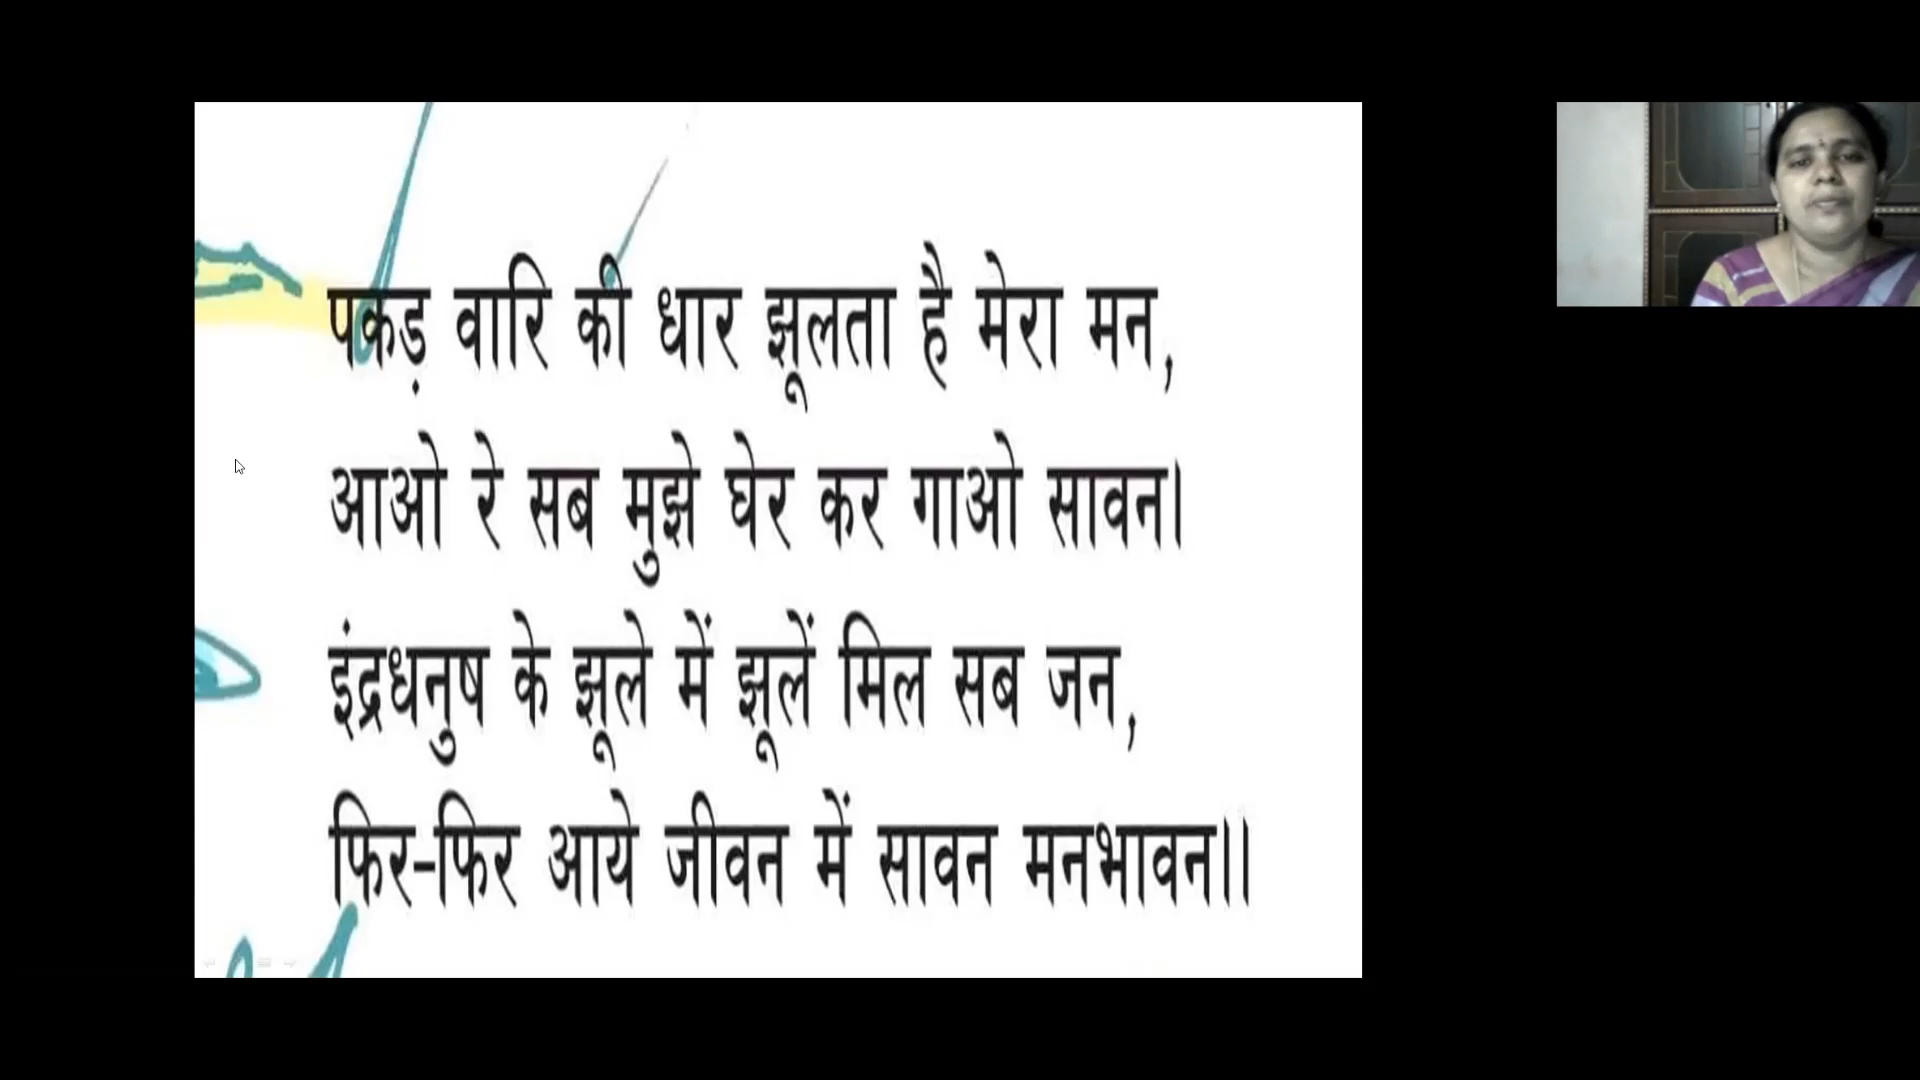 पकड़ वारि की धार झूलता है मेरा मन,
आओ रे सब मुझे घेर कर गाओ सावन।
इंद्रधनुष के झूले में झूलें मिल सब जन,
फिर-फिर आये जीवन में सावन मनभावन।।